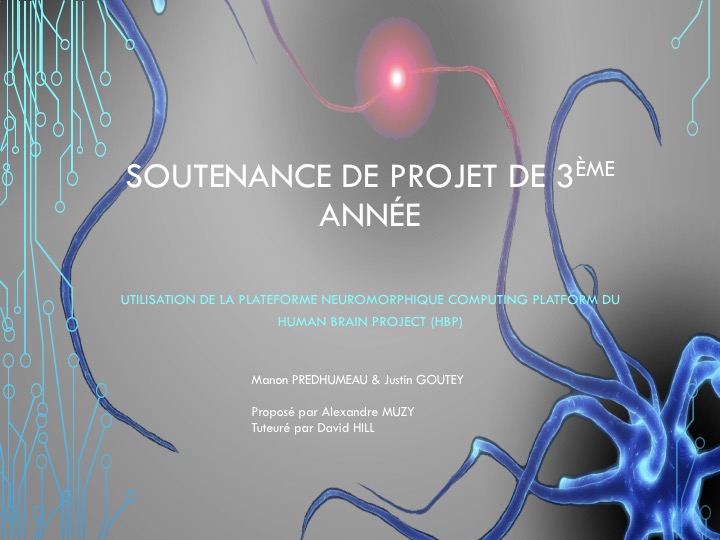 SOUTENANCE DE PROJET DE 3ÈME
ANNÉE
UTILISATION DE LA PLATEFORME NEUROMORPHIQUE COMPUTING PLATFORM DU
HUMAN BRAIN PROJECT (HBP)
Manon PREDHUMEAU & Justin GOUTEY
Proposé par Alexandre MUZY
Tuteuré par David HILL